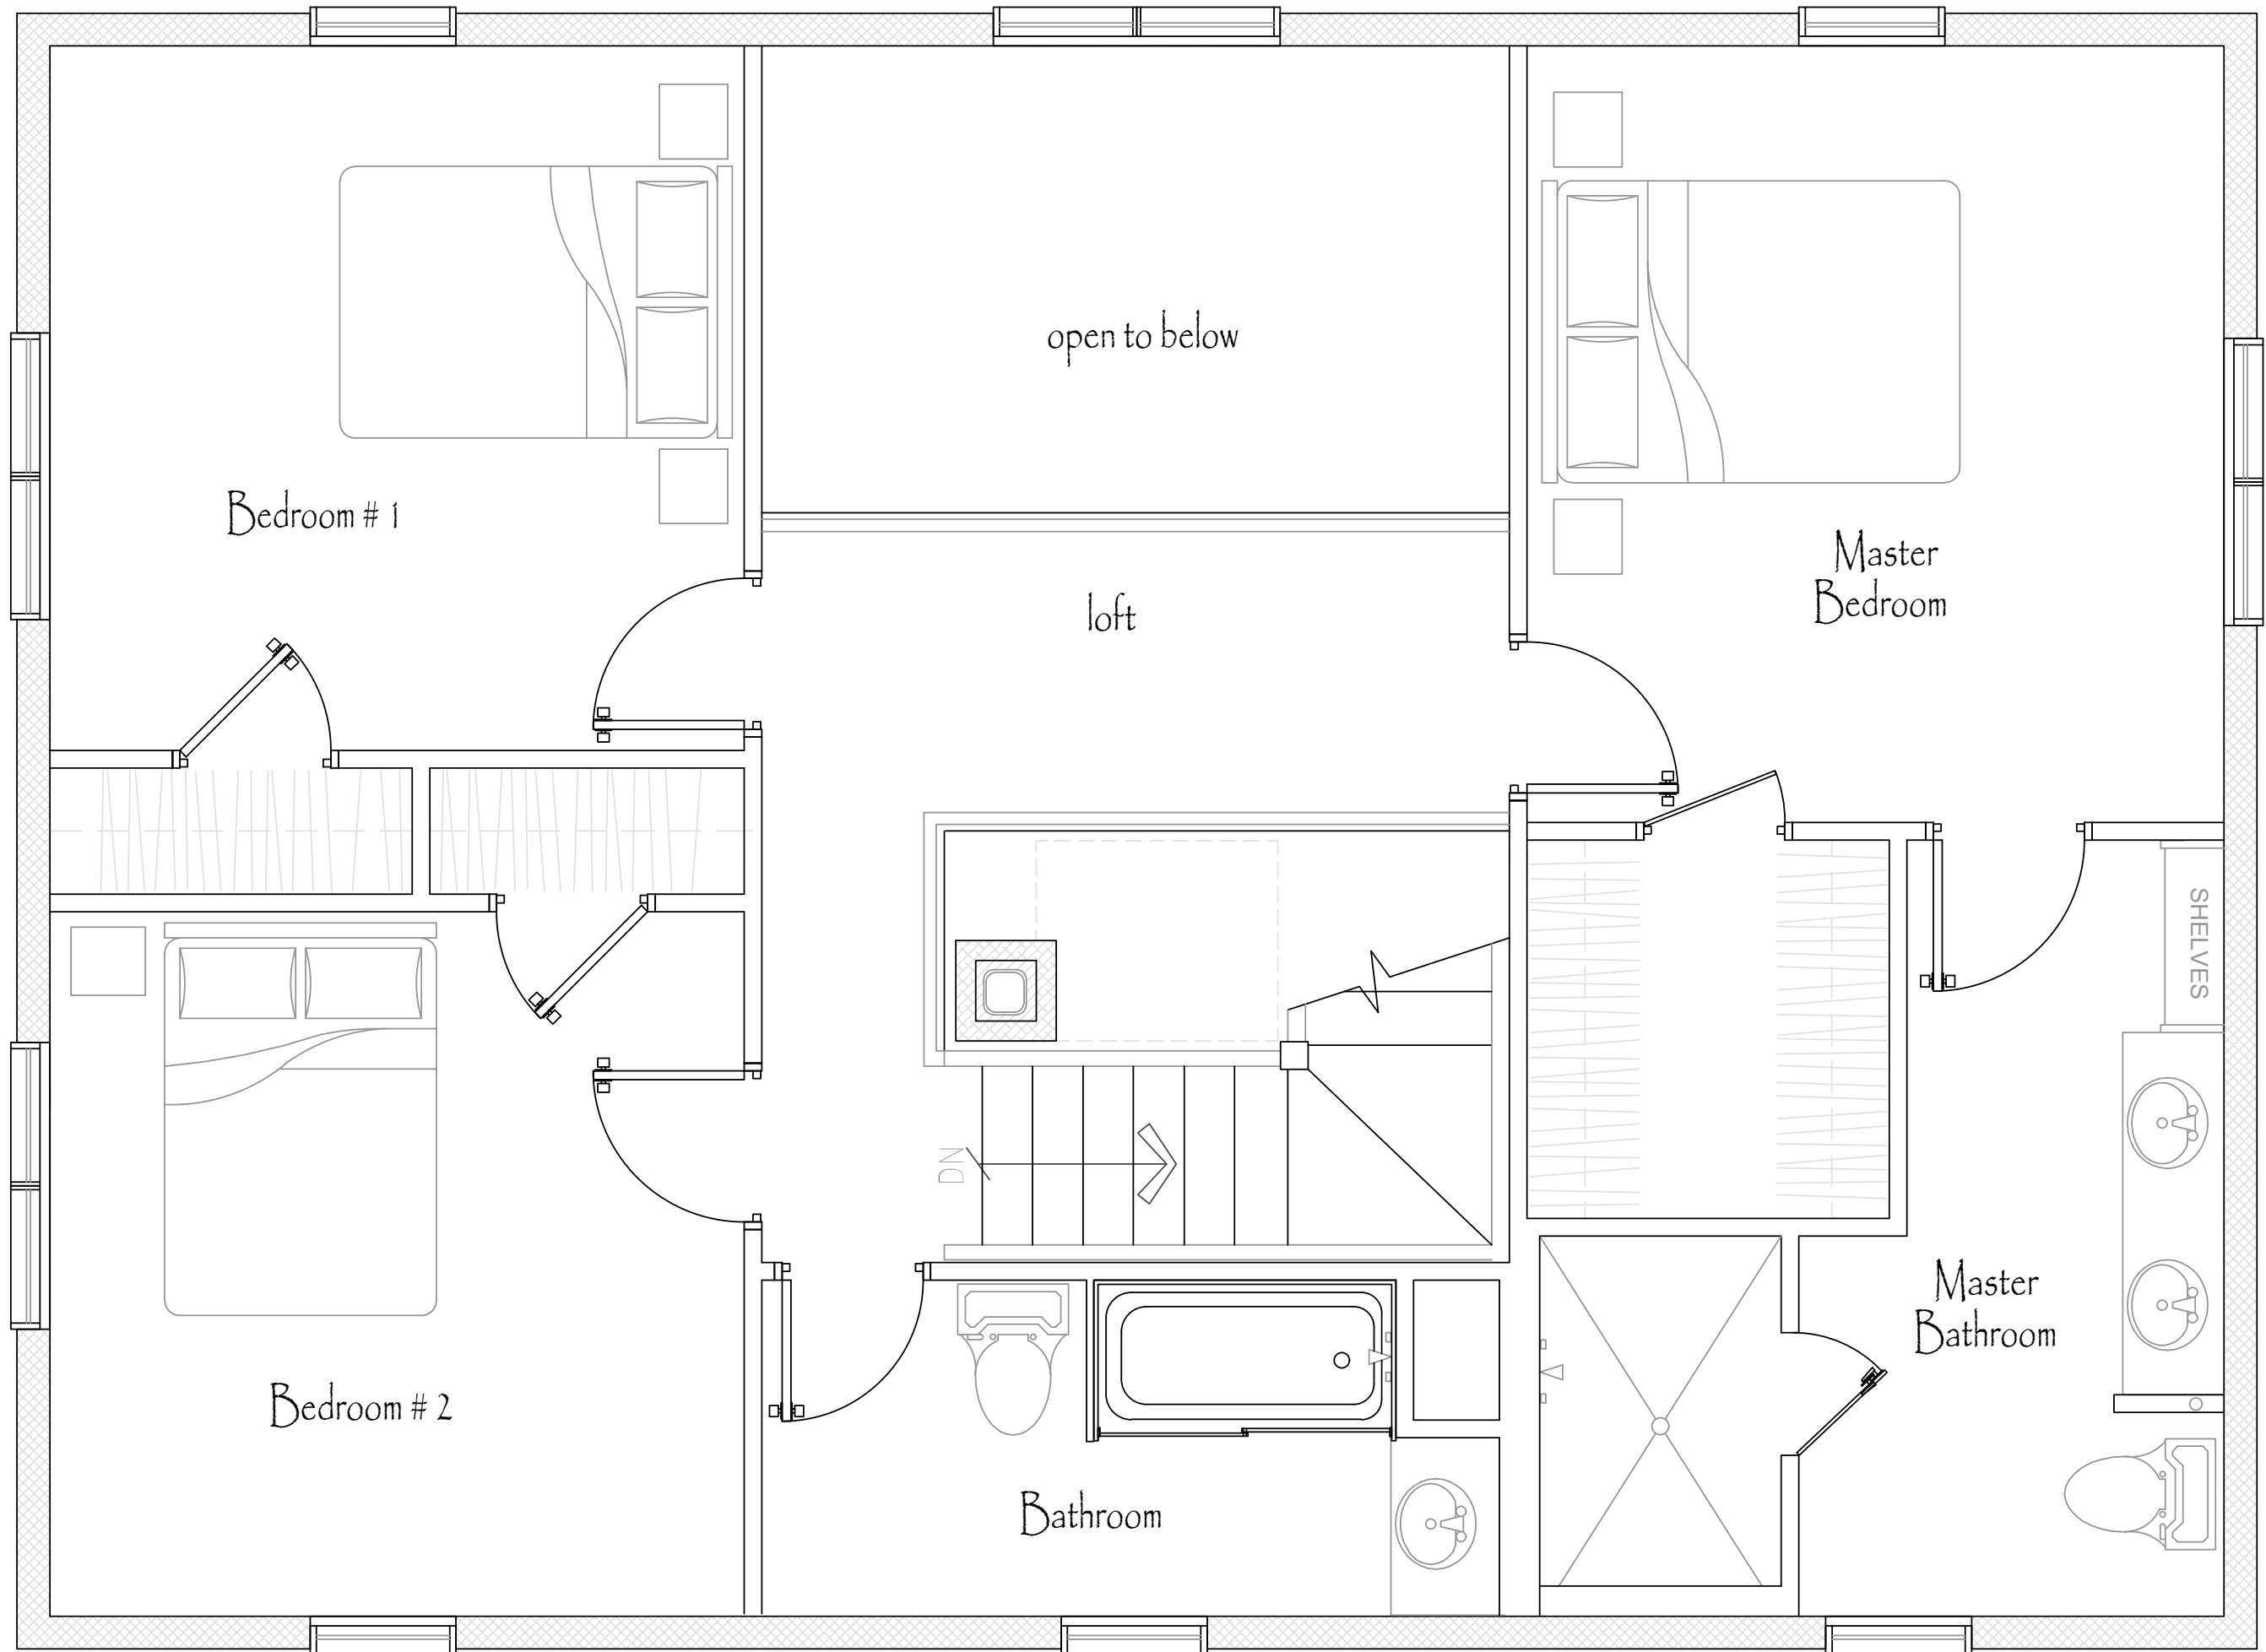 open to below
Bedroom # 1
Master
Bedroom
loft
SHELVES
DN
Master
Bathroom
Bedroom # 2
Bathroom